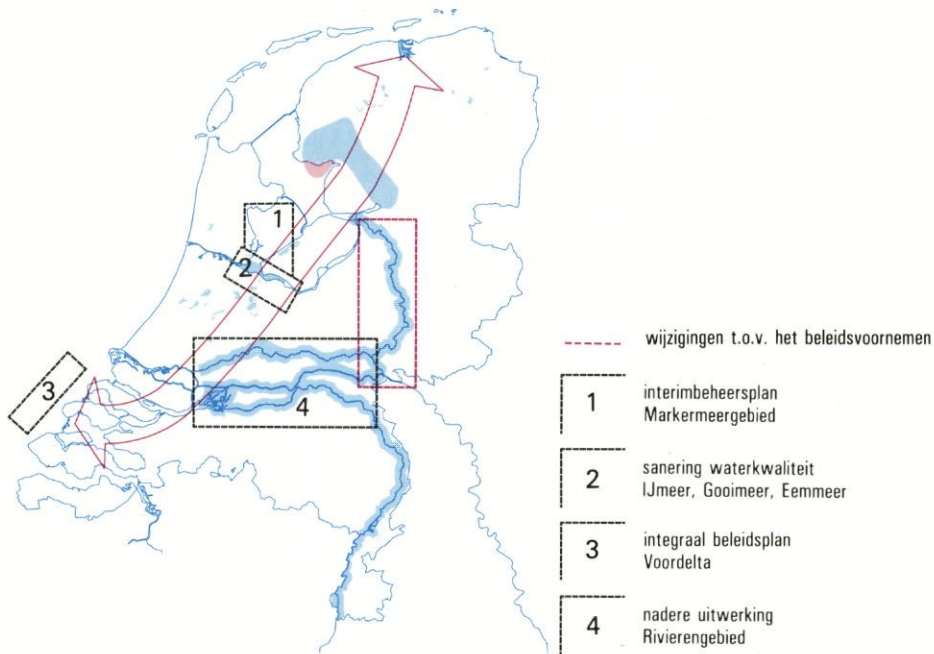 1
2
3
4
wijzigingen t.o.v. het beleidsvoornemen
1 interimbeheersplan
Markermeergebied
2 sanering waterkwaliteit
IJmeer, Gooimeer, Eemmeer
3 integraal beleidsplan
Voordelta
4 nadere uitwerking
Rivierengebied